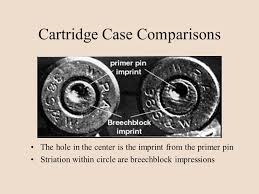 Cartridge Case Comparisons
primer pin
imprint
W.R.A.
W.R.A.
Breechblock
imprint
• The hole in the center is the imprint from the primer pin
• Striation within circle are breechblock impressions